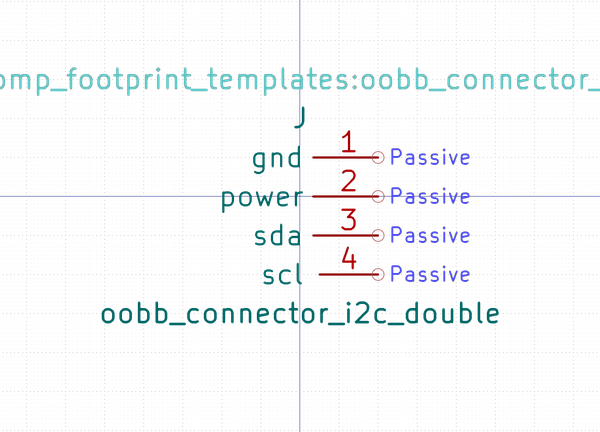 omp_footprint_templates:oobb_connector_
J
gnd 1 Passive
power 2 Passive
sda 3 Passive
scl 4 Passive
oobb_connector_i2c_double